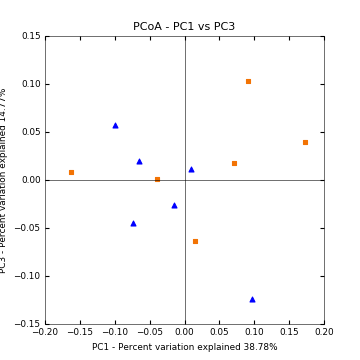 PCoA - PC1 vs PC3
0.15
0.10
0.05
0.00
−0.05
−0.10
−0.15
PC3 - Percent variation explained 14.77%
−0.20 −0.15 −0.10 −0.05 0.00 0.05 0.10 0.15 0.20
PC1 - Percent variation explained 38.78%